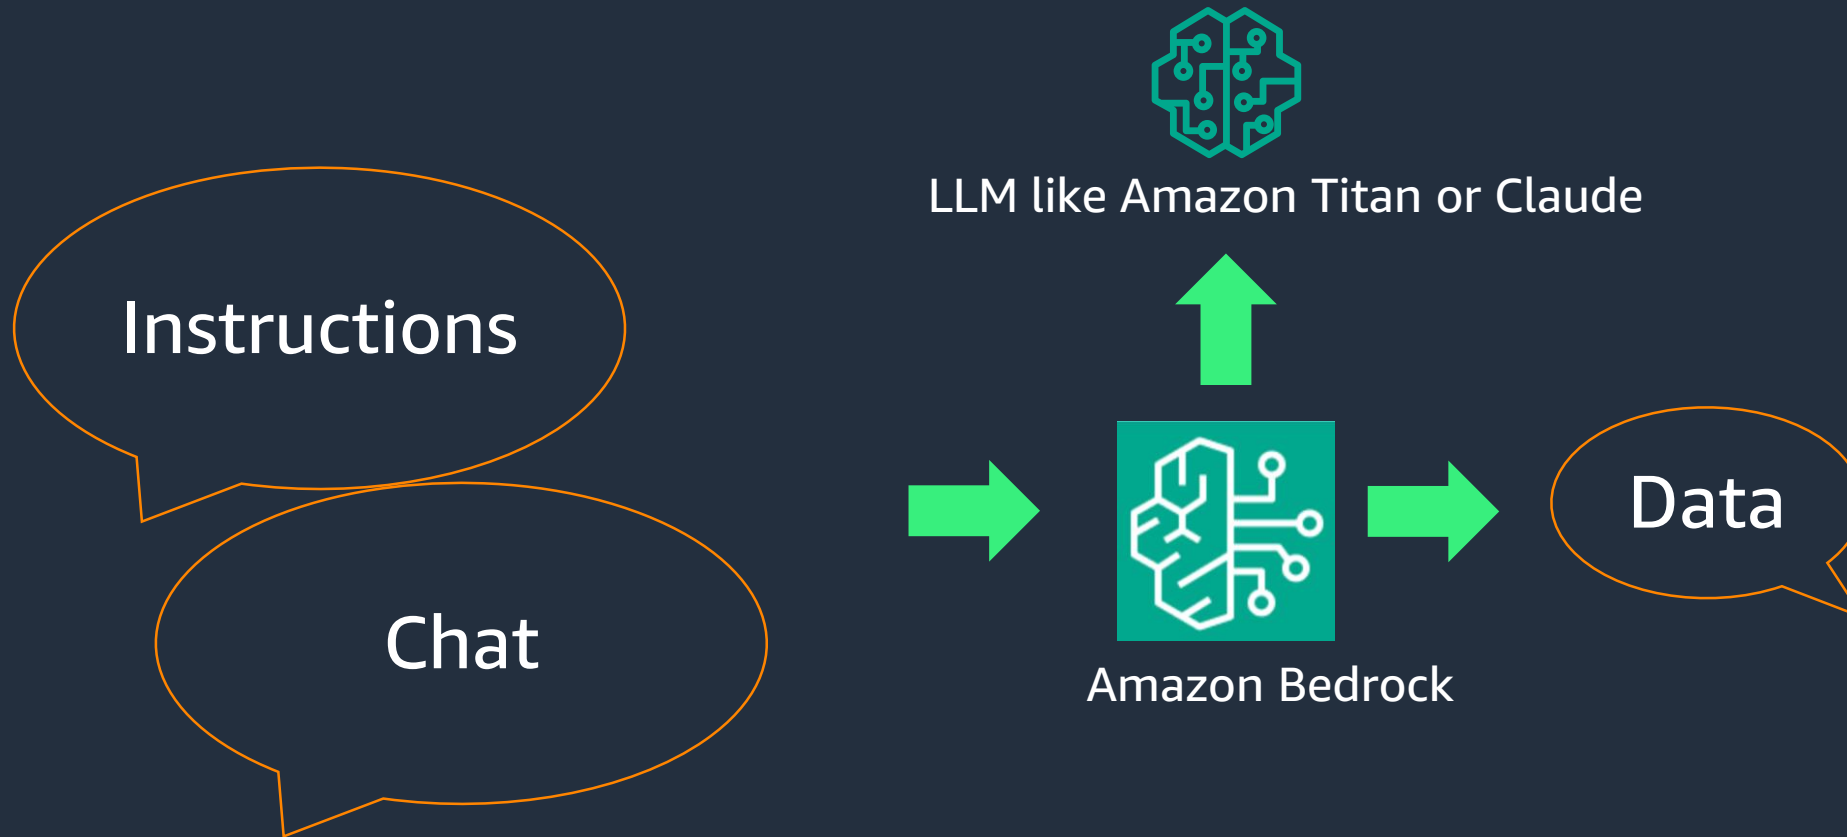 LLM like Amazon Titan or Claude
Instructions
Data
Chat
Amazon Bedrock